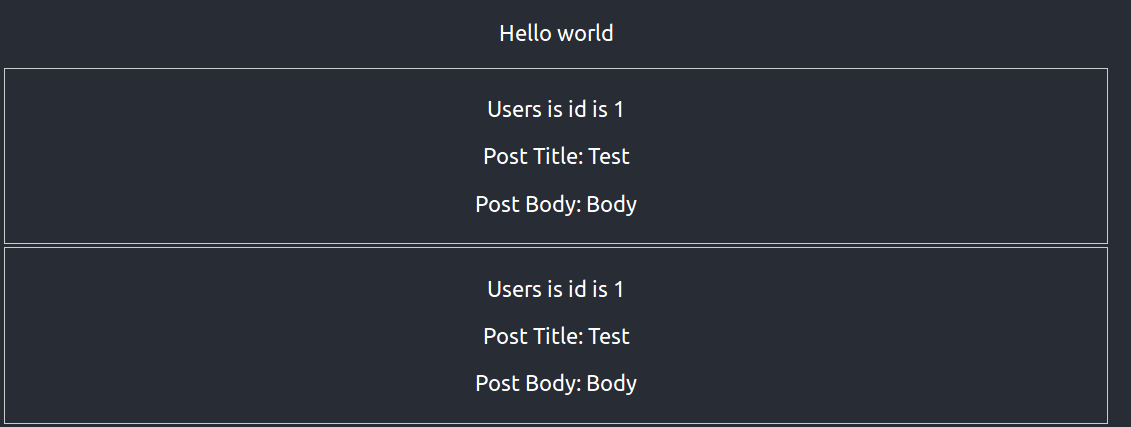 Hello world
Users is id is 1
Post Title: Test
Post Body: Body
Users is id is 1
Post Title: Test
Post Body: Body